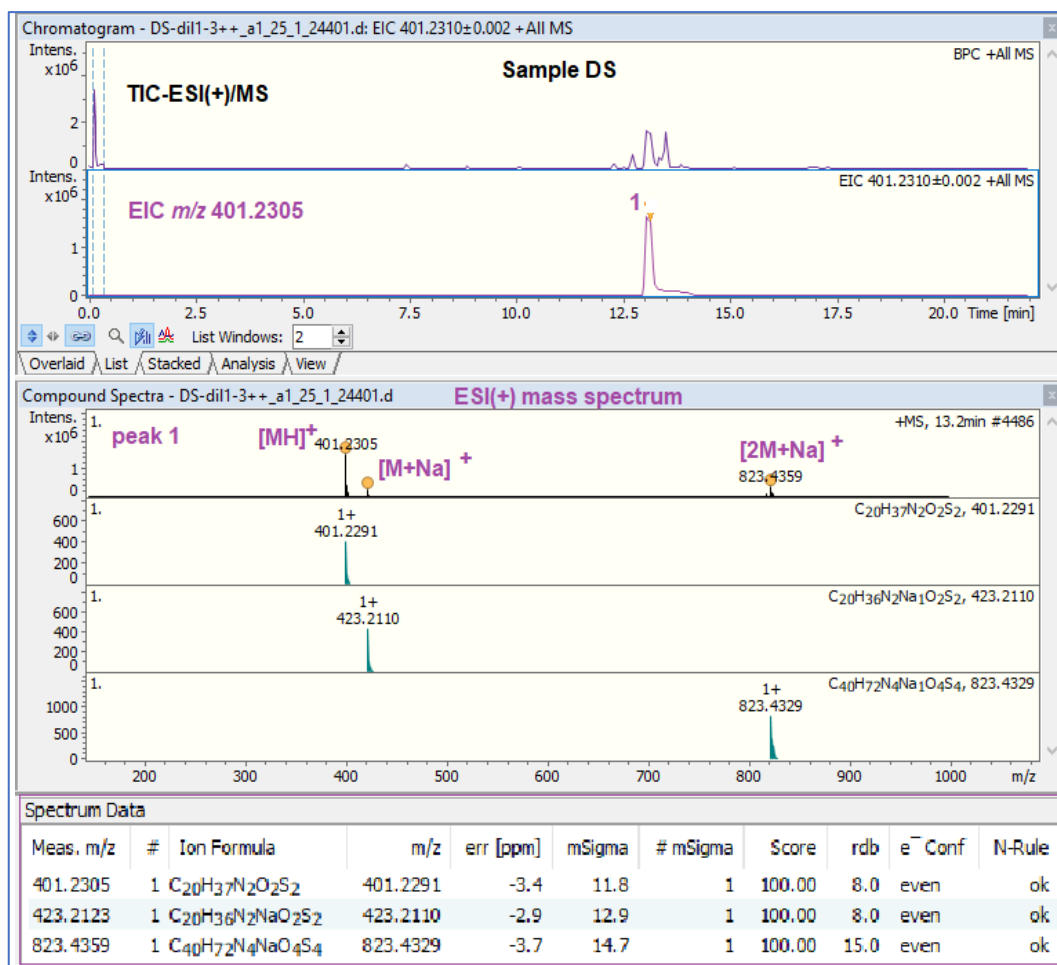 Chromatogram - DS-dil1-3++_a1_25_1_24401.d: EIC 401.2310±0.002 +All MS
Intens.
x10⁶
BPC +All MS
Sample DS
TIC-ESI(+)/MS
2
0
Intens.
x10⁶
EIC 401.2310±0.002 +All MS
EIC m/z 401.2305
1
1
0
0.0 2.5 5.0 7.5 10.0 12.5 15.0 17.5 20.0 Time [min]
List Windows: 2
Overlaid List Stacked Analysis View
Compound Spectra - DS-dil1-3++_a1_25_1_24401.d ESI(+) mass spectrum
Intens.
x10⁶
1. +MS, 13.2min #4486
peak 1 [MH]⁺ 401.2305 [M+Na]⁺ [2M+Na]⁺
823.4359
1
0
1. C₂₀H₃₇N₂O₂S₂, 401.2291
600
400
200
0
1+
401.2291
1. C₂₀H₃₆N₂Na₁O₂S₂, 423.2110
600
400
200
0
1+
423.2110
1. C₄₀H₇₂N₄Na₁O₄S₄, 823.4329
1000
500
0
1+
823.4329
200 300 400 500 600 700 800 900 1000 m/z
Spectrum Data
Meas. m/z # Ion Formula m/z err [ppm] mSigma # mSigma Score rdb e⁻ Conf N-Rule
401.2305 1 C₂₀H₃₇N₂O₂S₂ 401.2291 -3.4 11.8 1 100.00 8.0 even ok
423.2123 1 C₂₀H₃₆N₂NaO₂S₂ 423.2110 -2.9 12.9 1 100.00 8.0 even ok
823.4359 1 C₄₀H₇₂N₄NaO₄S₄ 823.4329 -3.7 14.7 1 100.00 15.0 even ok